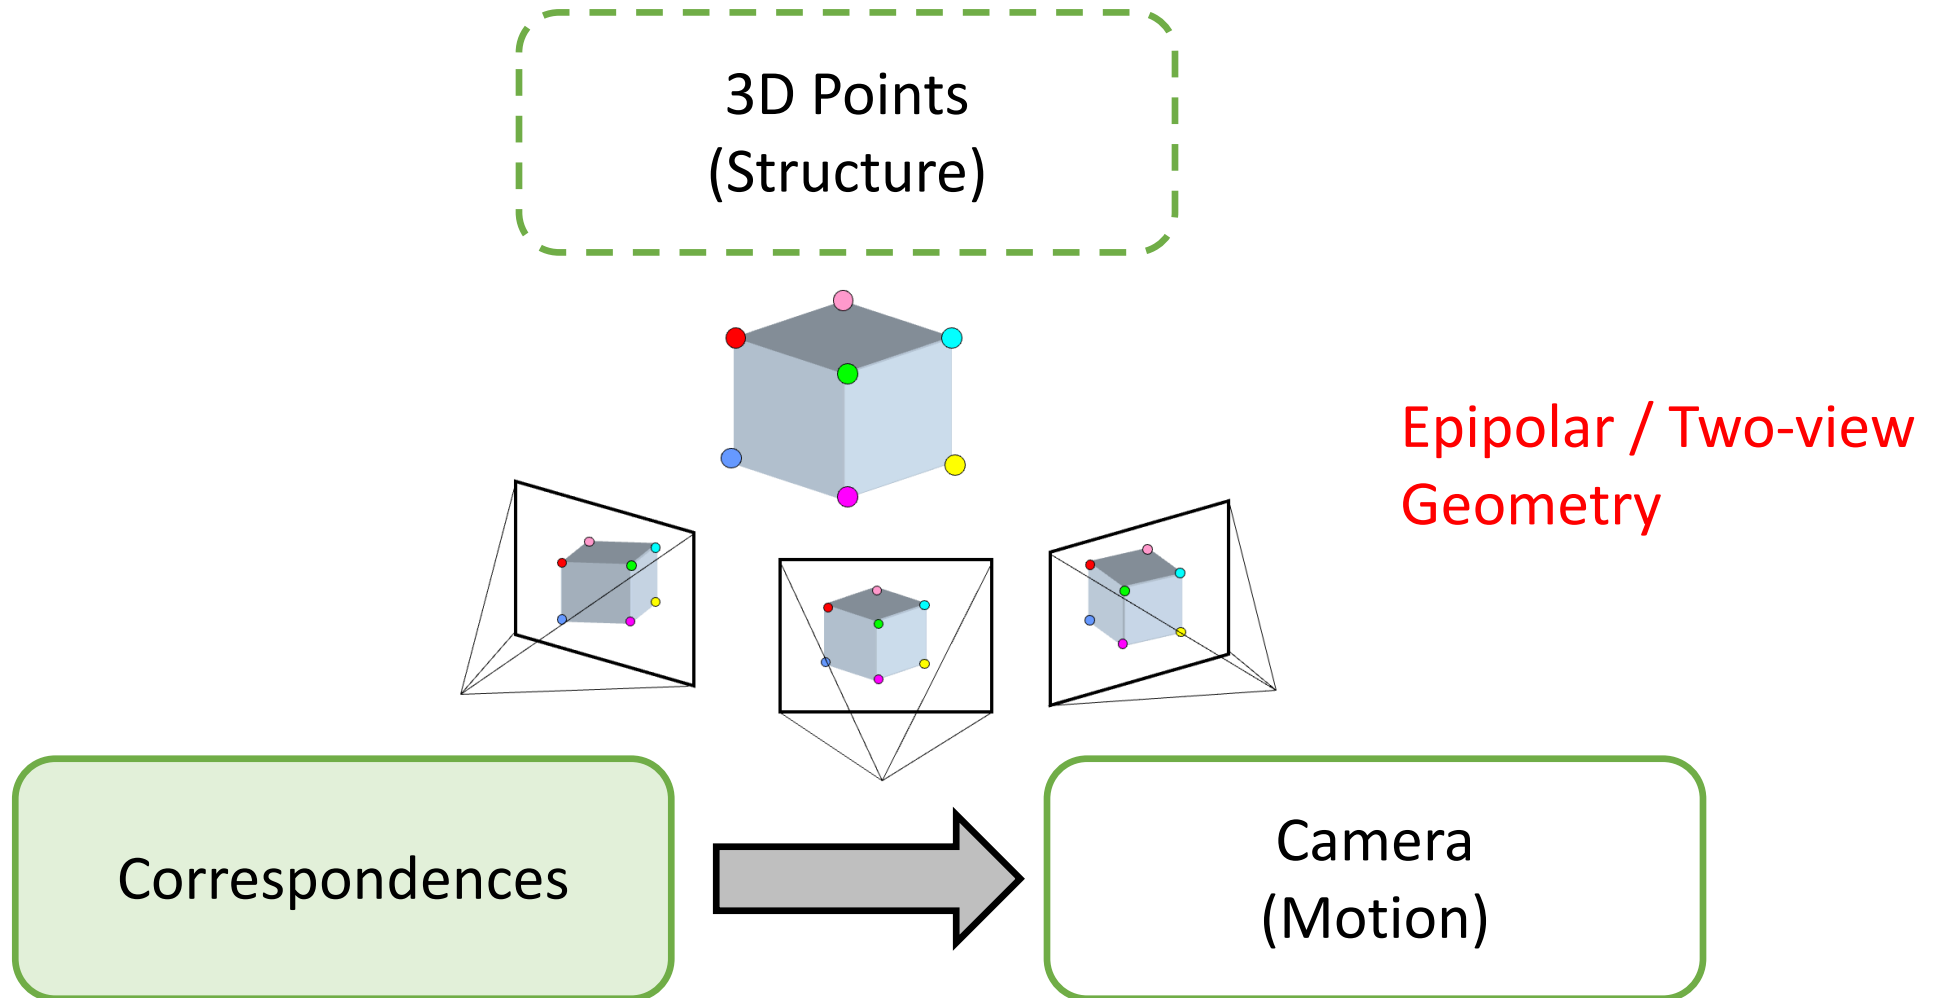 3D Points
(Structure)
Epipolar / Two-view
Geometry
Correspondences
Camera
(Motion)